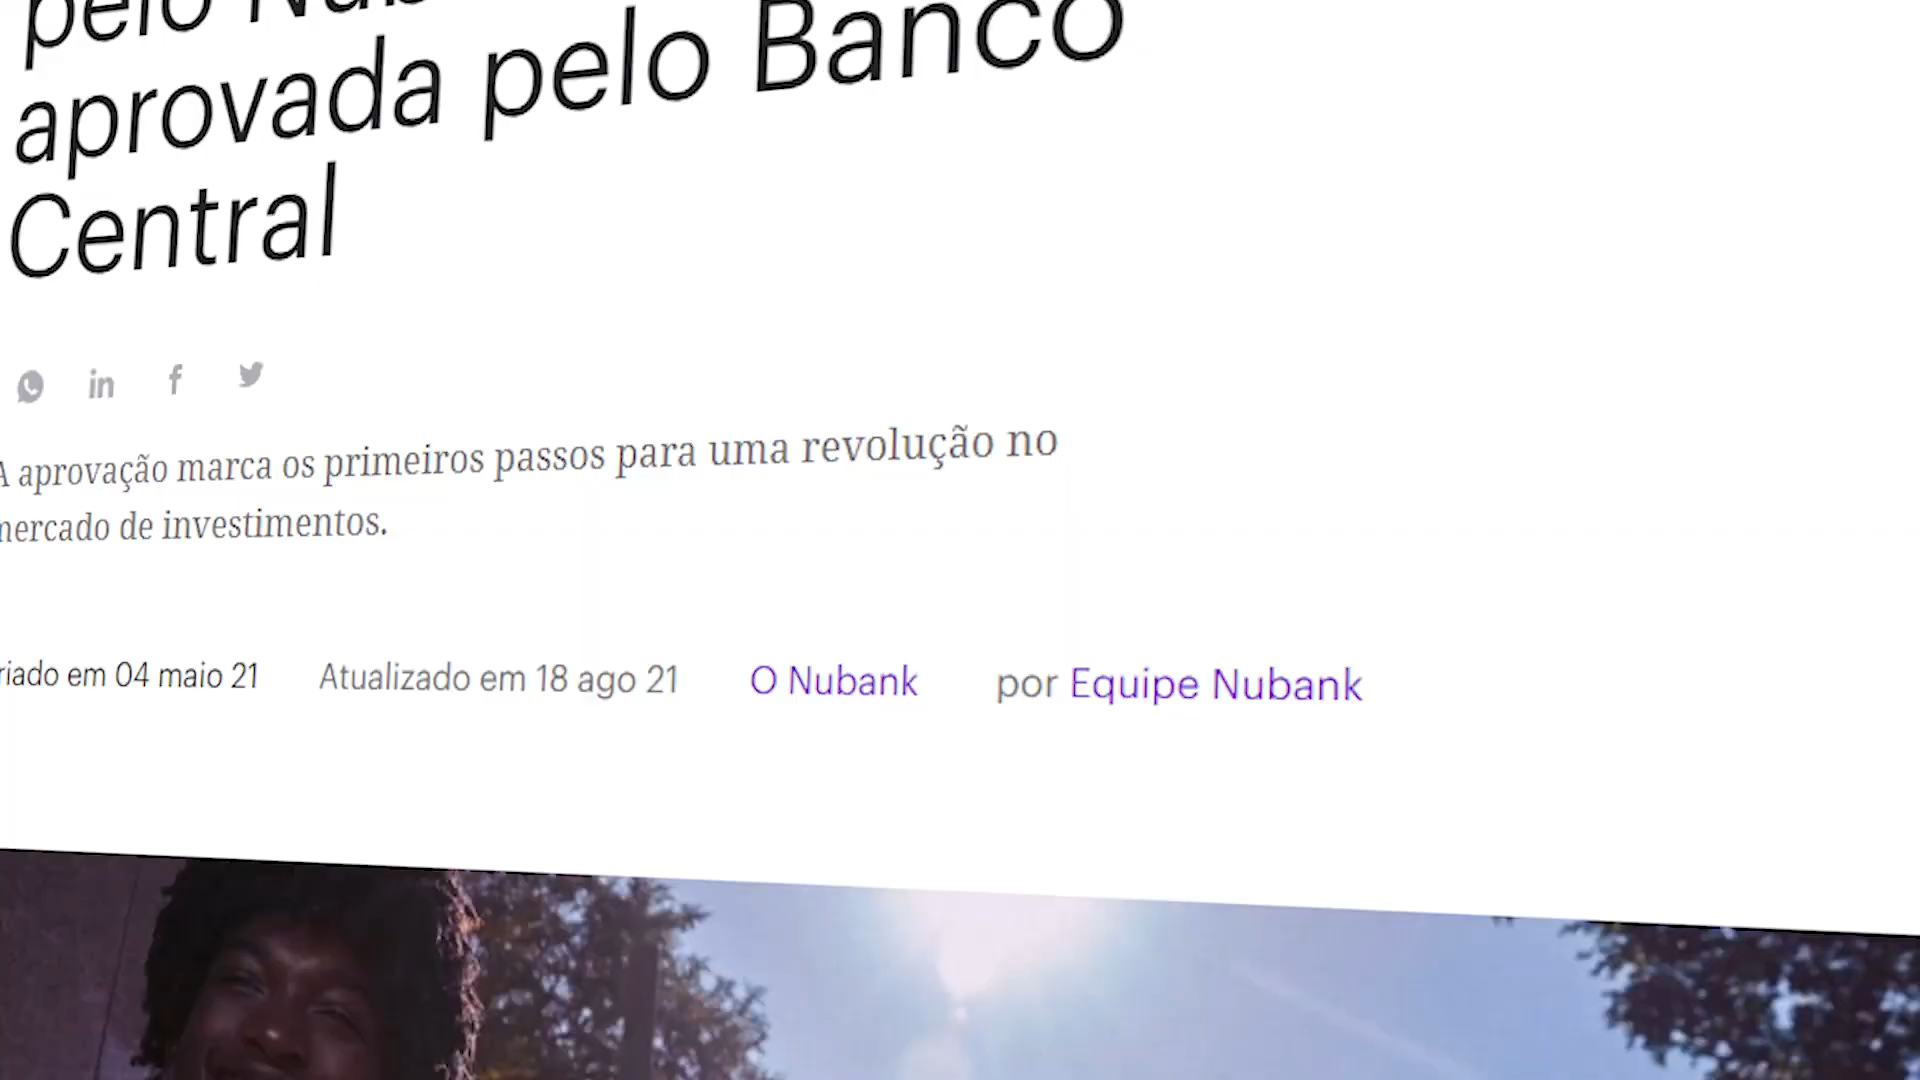 pelo
aprovada pelo Banco
Central
A aprovação marca os primeiros passos para uma revolução no
mercado de investimentos.
riado em 04 maio 21 Atualizado em 18 ago 21 O Nubank por Equipe Nubank